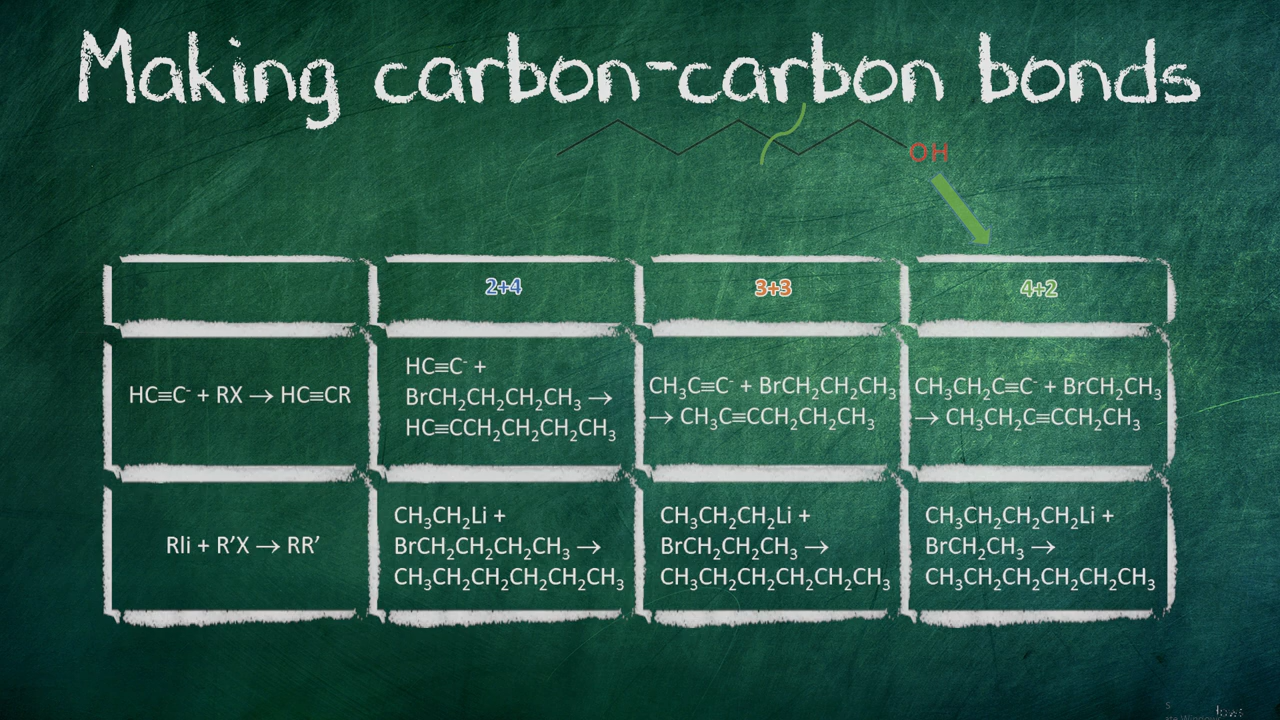 Making carbon-carbon bonds
OH
2+4
3+3
4+2
HC≡C⁻ + RX → HC≡CR
HC≡C⁻ +
BrCH₂CH₂CH₂CH₃ →
HC≡CCH₂CH₂CH₂CH₃
CH₃C≡C⁻ + BrCH₂CH₂CH₃
→ CH₃C≡CCH₂CH₂CH₃
CH₃CH₂C≡C⁻ + BrCH₂CH₃
→ CH₃CH₂C≡CCH₂CH₃
Rli + R’X → RR’
CH₃CH₂Li +
BrCH₂CH₂CH₂CH₃ →
CH₃CH₂CH₂CH₂CH₂CH₃
CH₃CH₂CH₂Li +
BrCH₂CH₂CH₃ →
CH₃CH₂CH₂CH₂CH₂CH₃
CH₃CH₂CH₂CH₂Li +
BrCH₂CH₃ →
CH₃CH₂CH₂CH₂CH₂CH₃